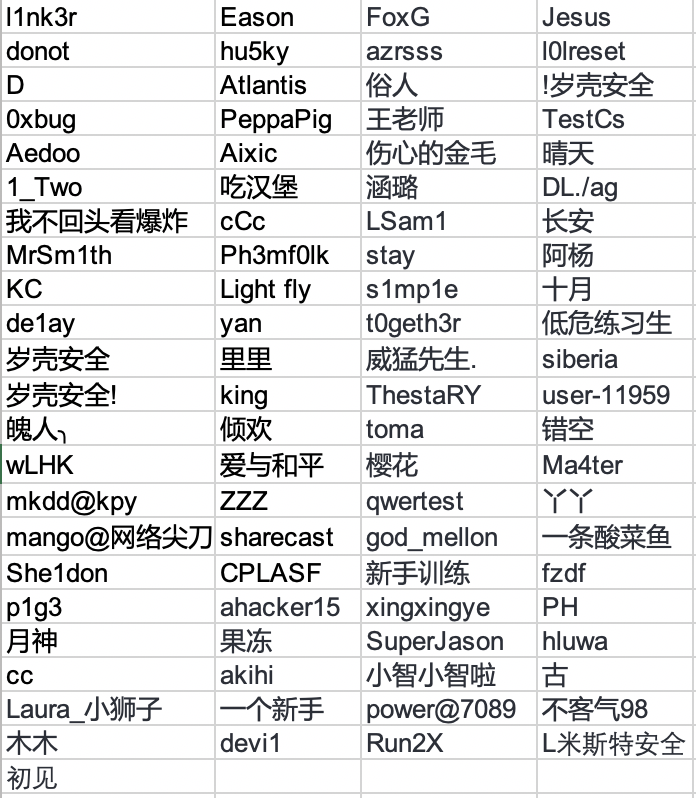 l1nk3r Eason FoxG Jesus
donot hu5ky azrsss l0lreset
D Atlantis 俗人 !岁壳安全
0xbug PeppaPig 王老师 TestCs
Aedoo Aixic 伤心的金毛 晴天
1_Two 吃汉堡 涵璐 DL./ag
我不回头看爆炸 cCc LSam1 长安
MrSm1th Ph3mf0lk stay 阿杨
KC Light fly s1mp1e 十月
de1ay yan t0geth3r 低危练习生
岁壳安全 里里 威猛先生. siberia
岁壳安全! king ThestaRY user-11959
魄人╮ 倾欢 toma 错空
wLHK 爱与和平 樱花 Ma4ter
mkdd@kpy ZZZ qwertest 丫丫
mango@网络尖刀 sharecast god_mellon 一条酸菜鱼
She1don CPLASF 新手训练 fzdf
p1g3 ahacker15 xingxingye PH
月神 果冻 SuperJason hluwa
cc akihi 小智小智啦 古
Laura_小狮子 一个新手 power@7089 不客气98
木木 devi1 Run2X L米斯特安全
初见